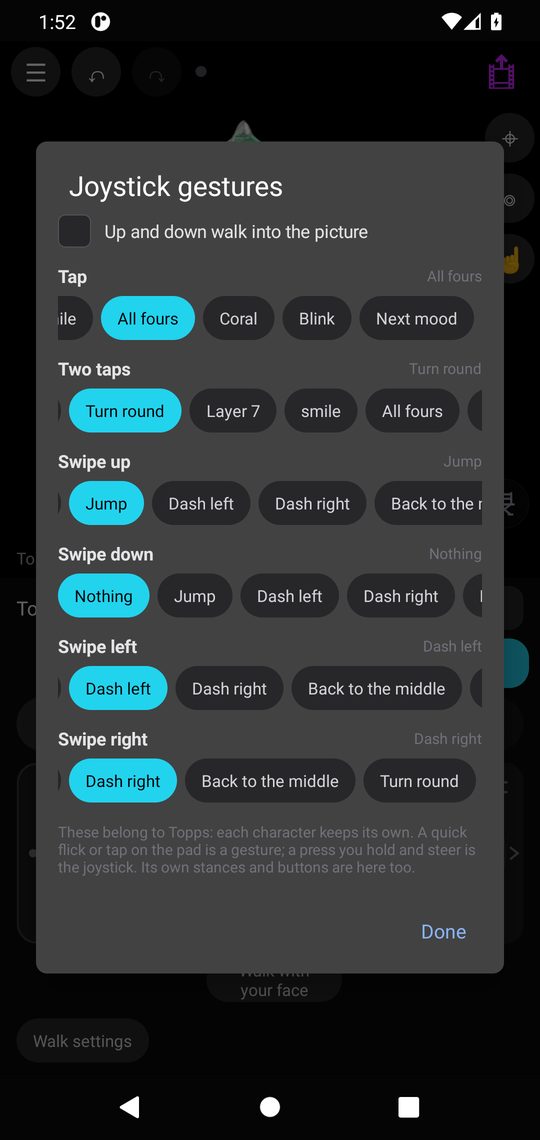 1:52
Joystick gestures
Up and down walk into the picture
Tap
All fours
All fours
Coral
Blink
Next mood
Two taps
Turn round
Turn round
Layer 7
smile
All fours
Swipe up
Jump
Jump
Dash left
Dash right
Back to the
Swipe down
Nothing
Nothing
Jump
Dash left
Dash right
Swipe left
Dash left
Dash left
Dash right
Back to the middle
Swipe right
Dash right
Dash right
Back to the middle
Turn round
These belong to Topps: each character keeps its own. A quick
flick or tap on the pad is a gesture; a press you hold and steer is
the joystick. Its own stances and buttons are here too.
Done
Walk with
your face
Walk settings